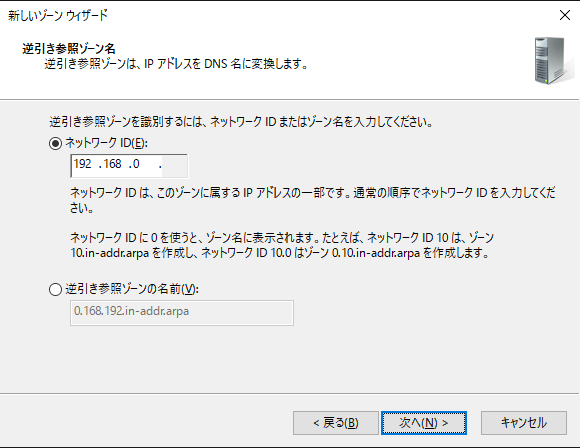 新しいゾーン ウィザード
逆引き参照ゾーン名
逆引き参照ゾーンは、IP アドレスを DNS 名に変換します。
逆引き参照ゾーンを識別するには、ネットワーク ID またはゾーン名を入力してください。
ネットワーク ID(E):
192 .168 .0 .
ネットワーク ID は、このゾーンに属する IP アドレスの一部です。通常の順序でネットワーク ID を入力してくだ
さい。
ネットワーク ID に 0 を使うと、ゾーン名に表示されます。たとえば、ネットワーク ID 10 は、ゾーン
10.in-addr.arpa を作成し、ネットワーク ID 10.0 はゾーン 0.10.in-addr.arpa を作成します。
逆引き参照ゾーンの名前(V):
0.168.192.in-addr.arpa
< 戻る(B) 次へ(N) > キャンセル